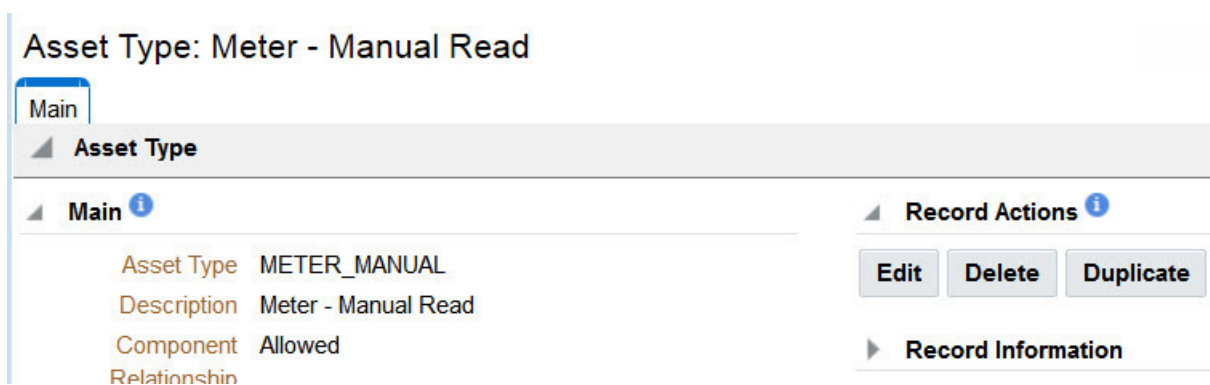 Asset Type: Meter - Manual Read
Main
Asset Type
Main
Asset Type METER_MANUAL
Description Meter - Manual Read
Component Allowed
Relationship
Record Actions
Edit Delete Duplicate
Record Information